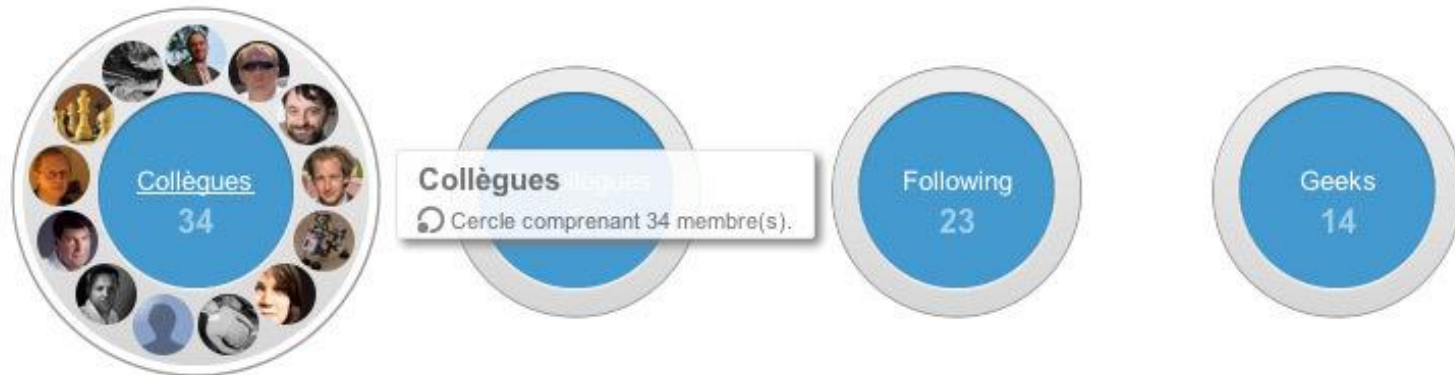 Collègues
34
Collègues
Cercle comprenant 34 membre(s).
Following
23
Geeks
14